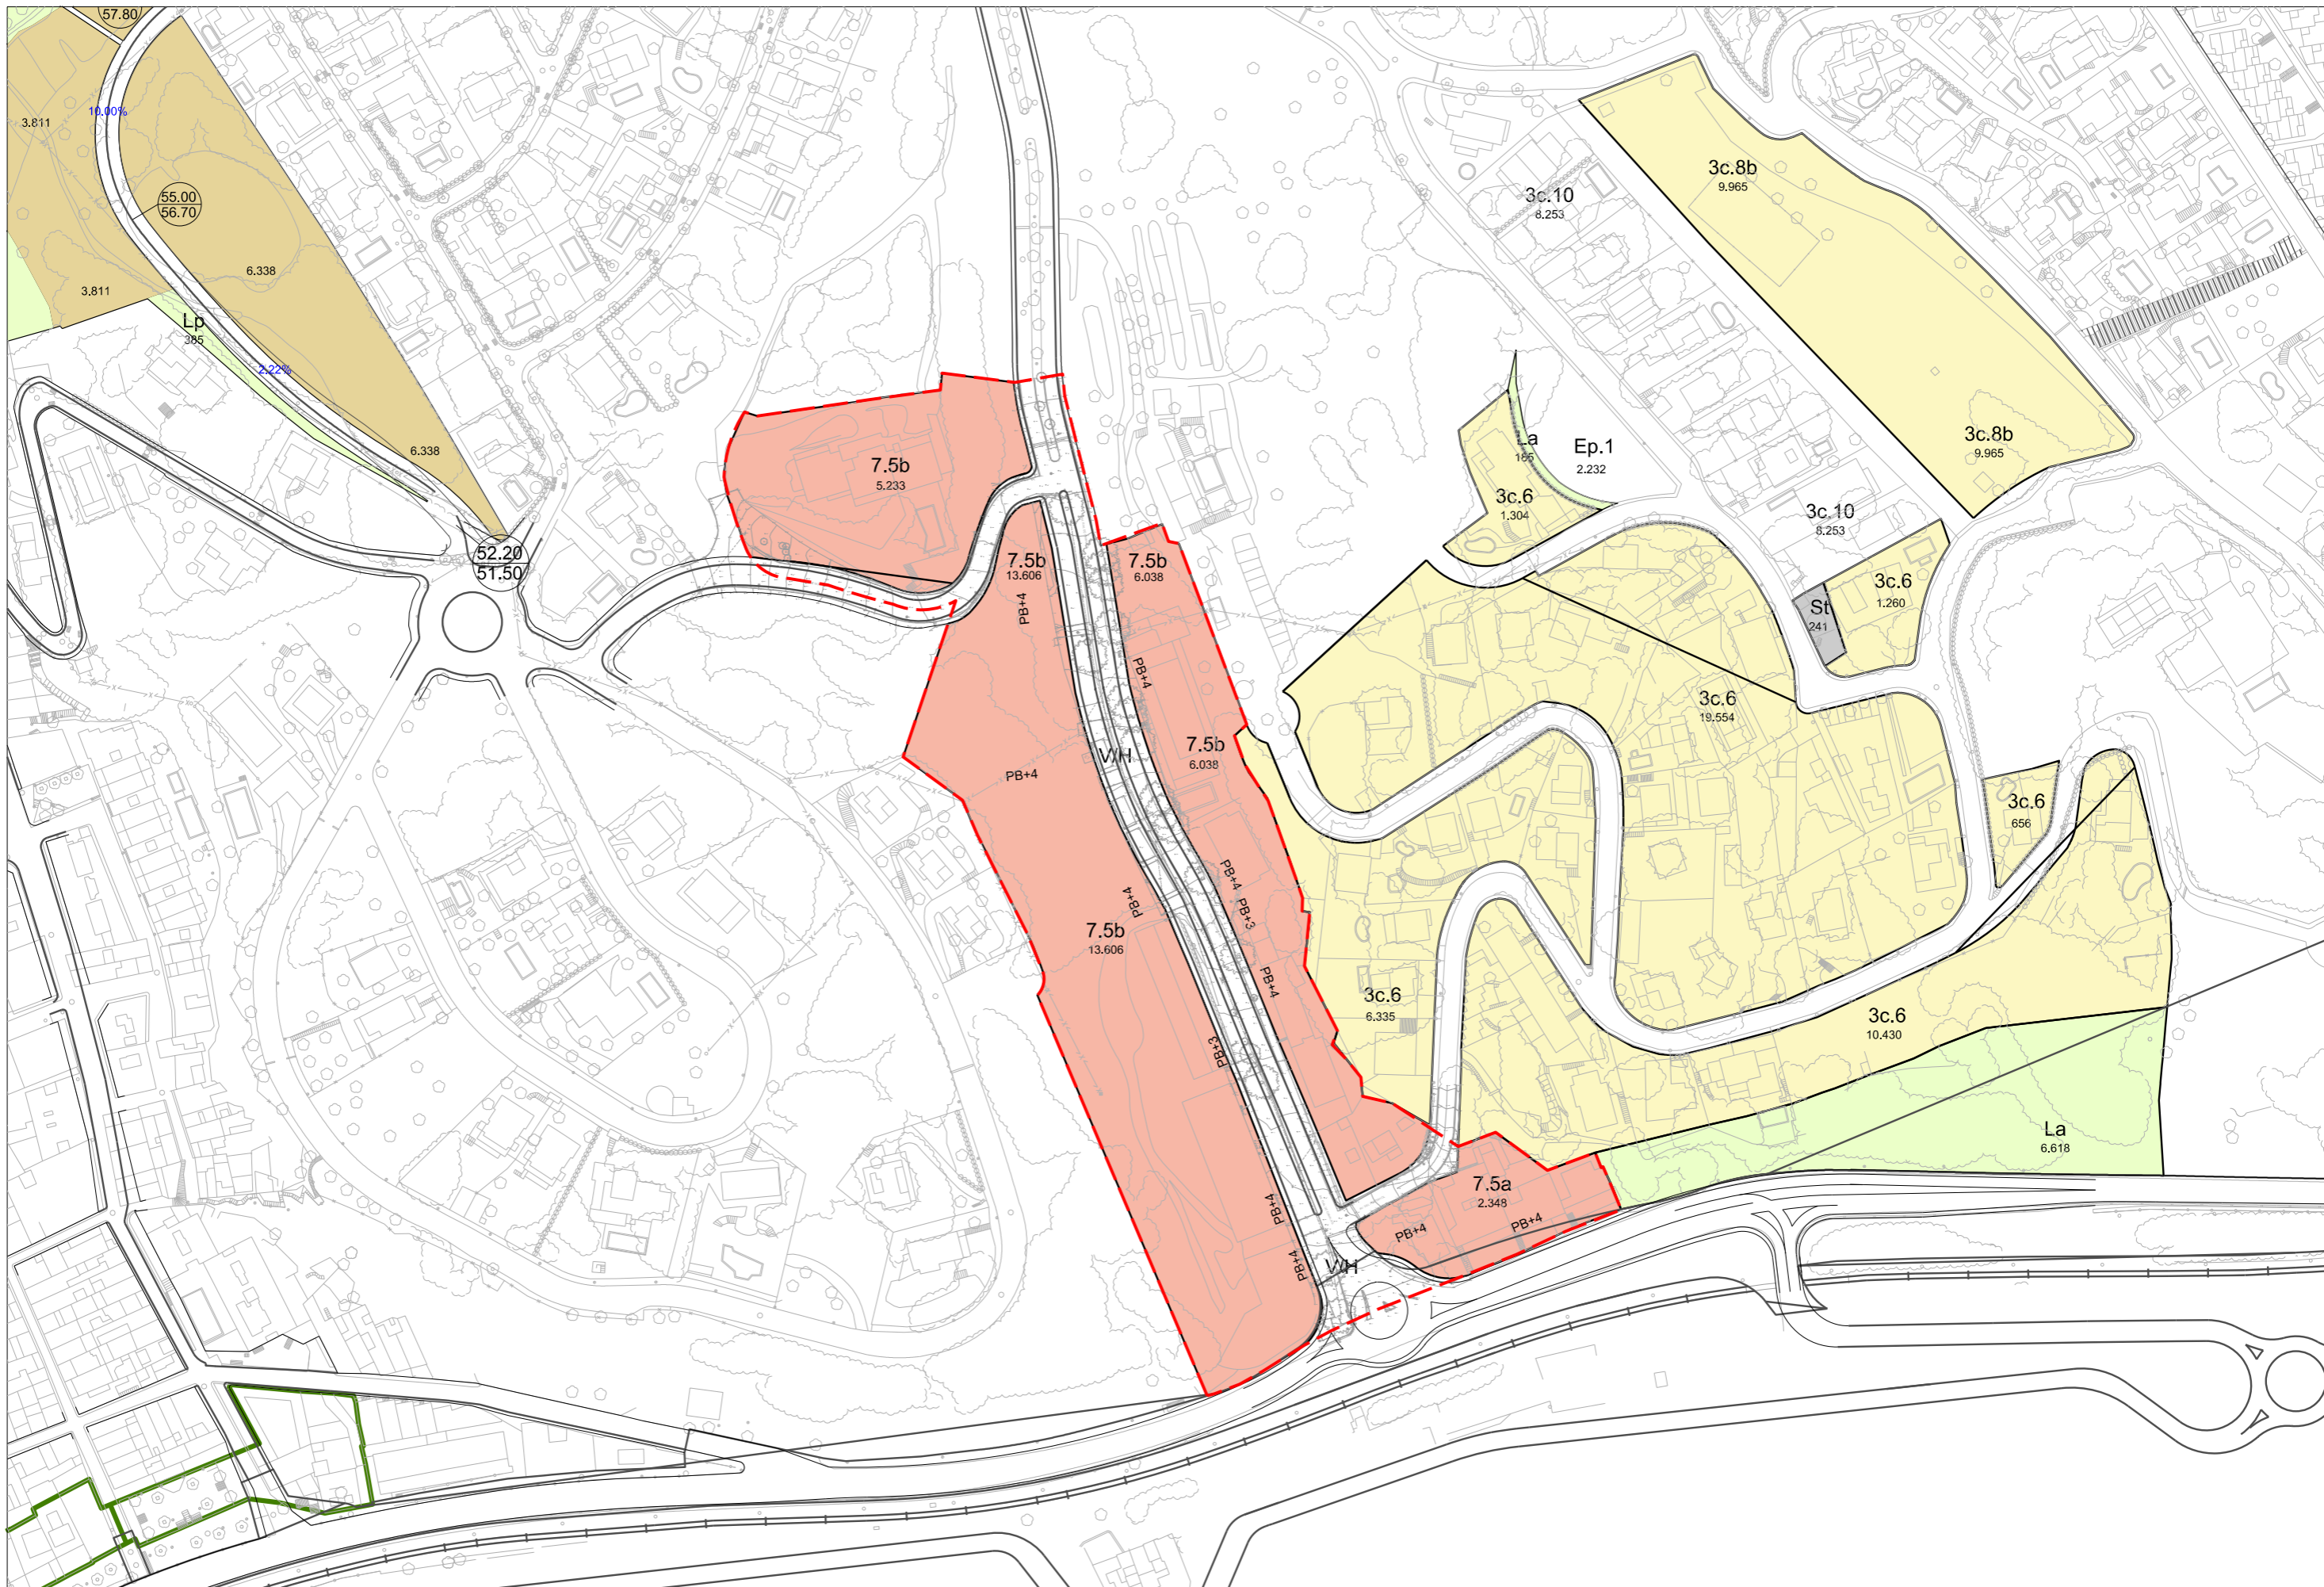 57.80
10.00%
3.811
55.00
56.70
6.338
3.811
Lp
385
2.22%
6.338
52.20
51.50
3c.8b
9.965
3c.10
8.253
3c.8b
9.965
La
Ep.1
2.232
3c.6
1.304
3c.10
8.253
3c.6
1.260
St
241
7.5b
5.233
7.5b
13.606
7.5b
6.038
PB+4
PB+4
3c.6
19.554
WH
7.5b
6.038
PB+4
3c.6
656
PB+4
PB+4
PB+3
7.5b
13.606
PB+4
3c.6
6.335
3c.6
10.430
PB+3
La
6.618
7.5a
2.348
PB+4
PB+4
PB+4
PB+4
WH